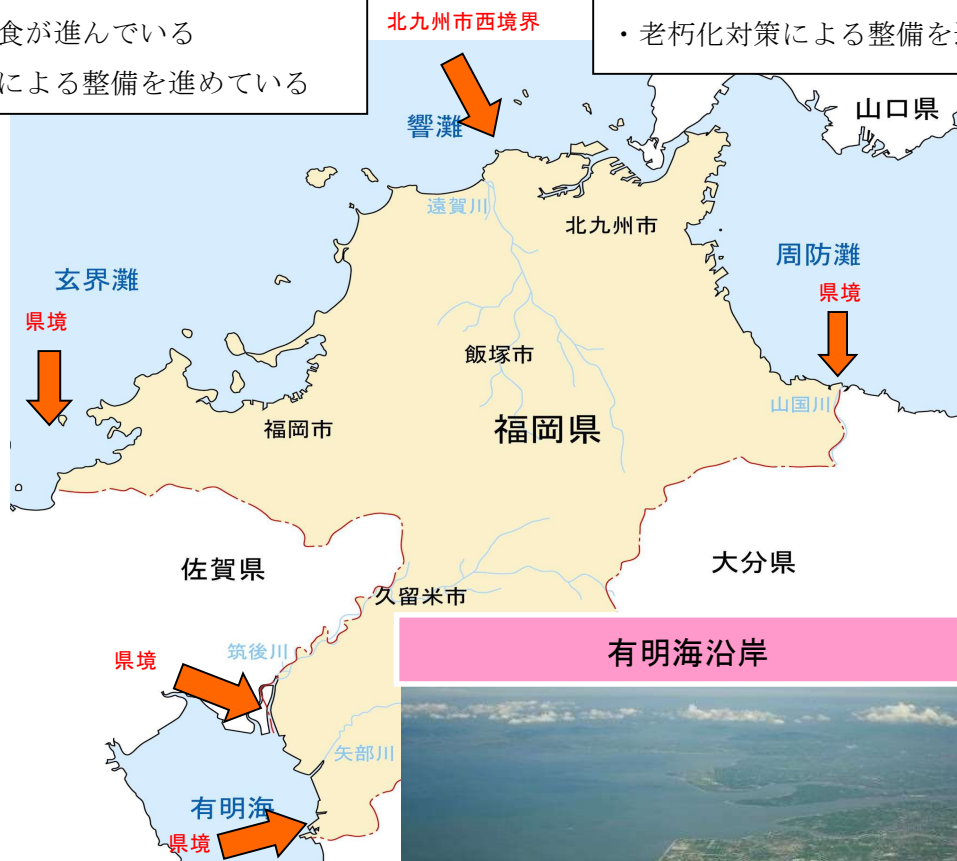 食が進んでいる
による整備を進めている
北九州市西境界
・老朽化対策による整備を
山口県
響灘
遠賀川
北九州市
周防灘
県境
玄界灘
県境
飯塚市
山国川
福岡市
福岡県
佐賀県
大分県
久留米市
筑後川
県境
有明海沿岸
矢部川
有明海
県境